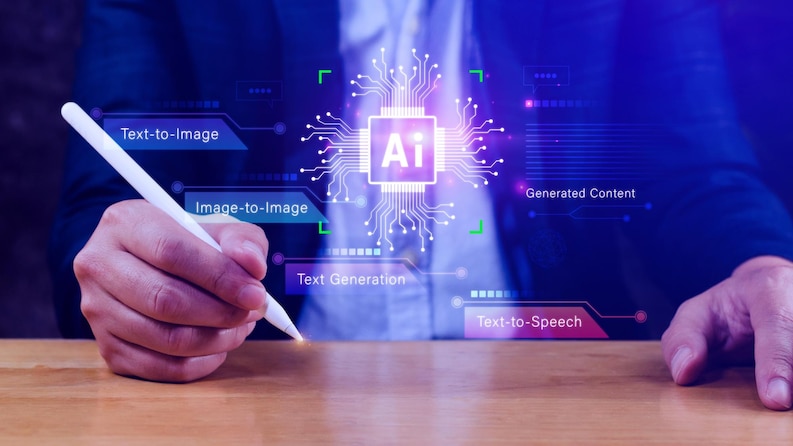 Ai
Text-to-Image
Image-to-Image
Generated Content
Text Generation
Text-to-Speech